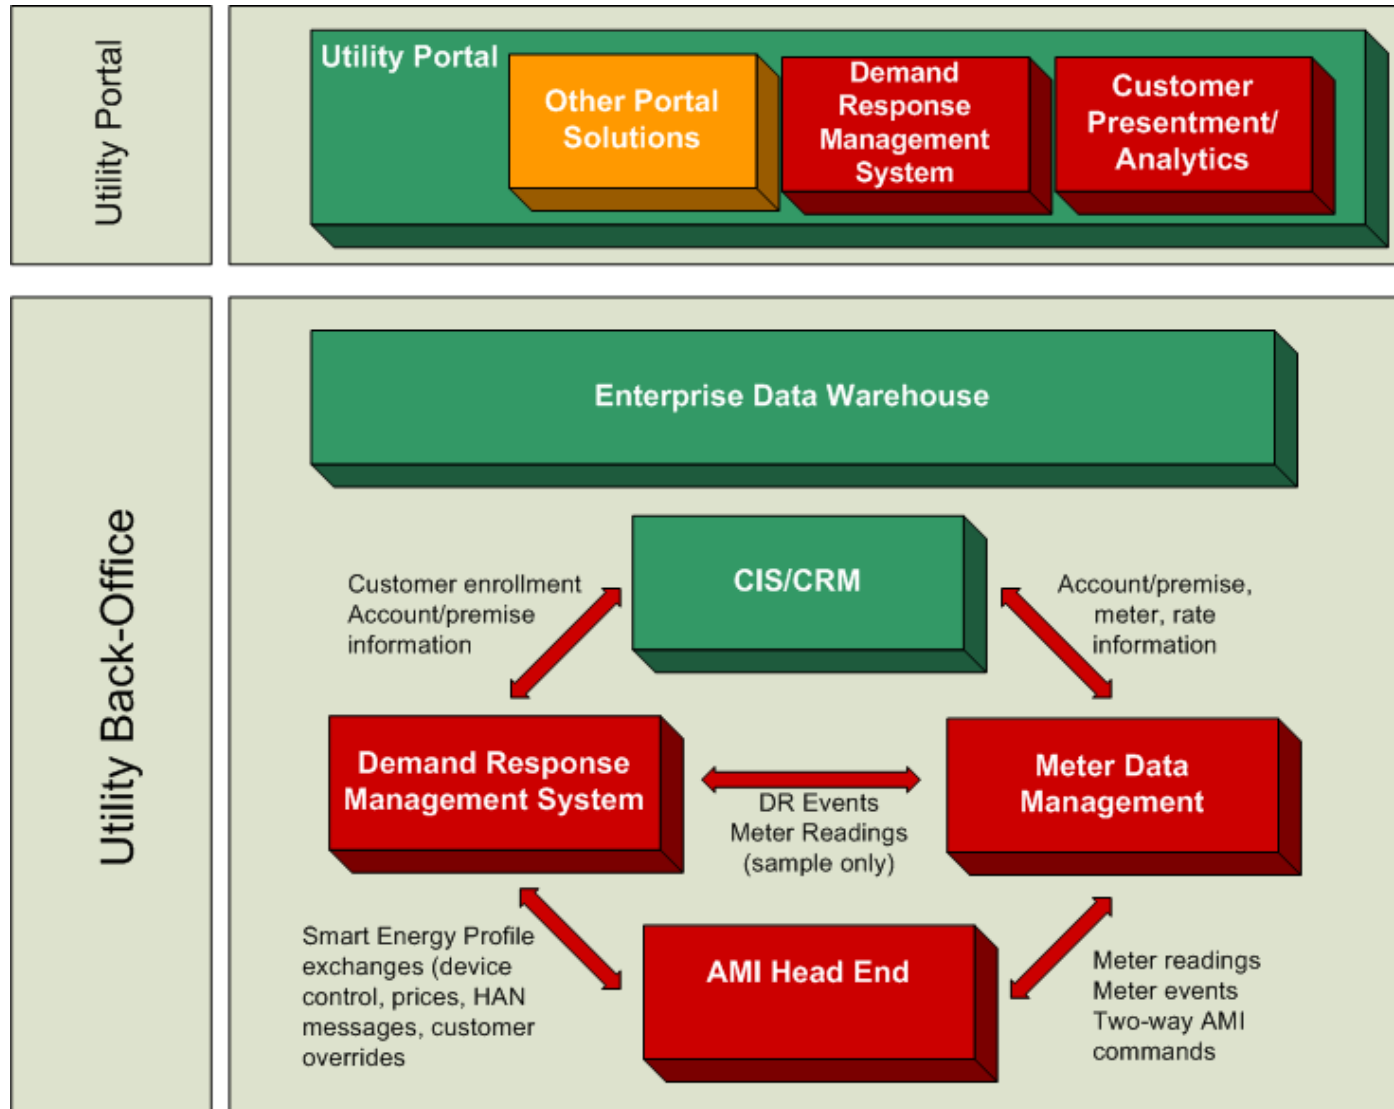 Utility Portal
Utility Portal
Other Portal
Solutions
Demand
Response
Management
System
Customer
Presentment/
Analytics
Utility Back-Office
Enterprise Data Warehouse
CIS/CRM
Customer enrollment
Account/premise
information
Account/premise,
meter, rate
information
Demand Response
Management System
DR Events
Meter Readings
(sample only)
Meter Data
Management
Smart Energy Profile
exchanges (device
control, prices, HAN
messages, customer
overrides
AMI Head End
Meter readings
Meter events
Two-way AMI
commands